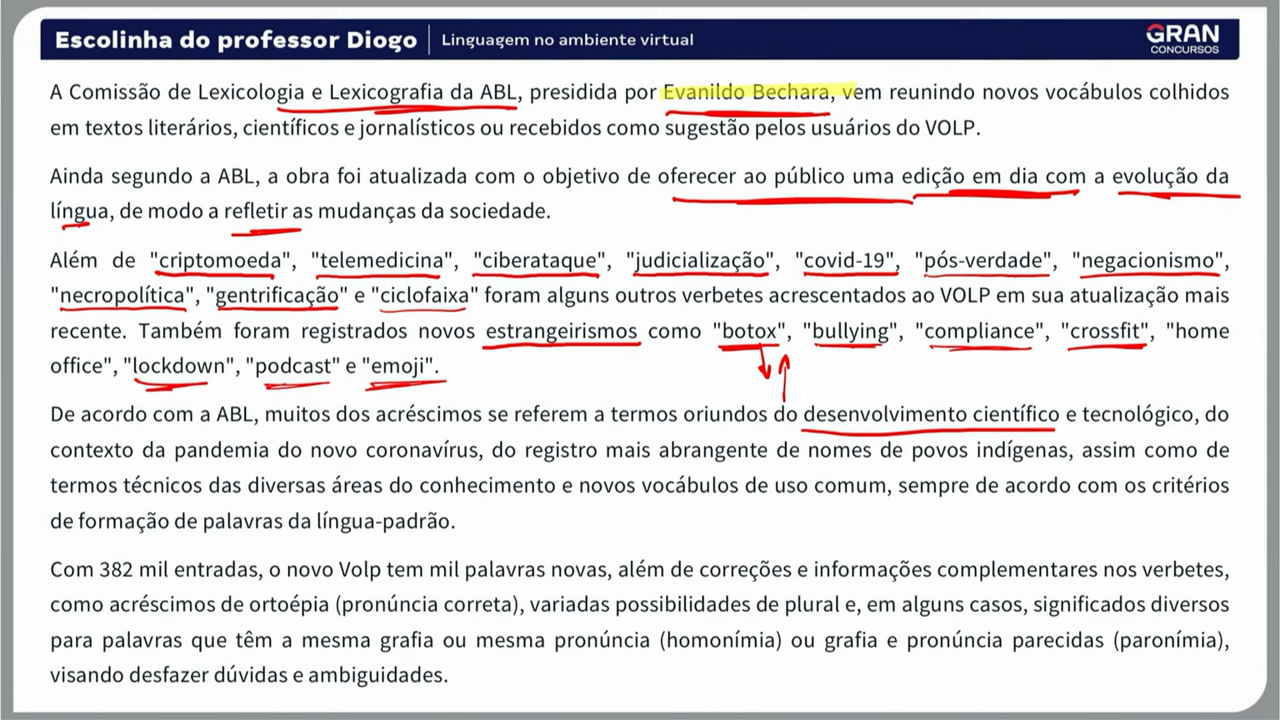 Escolinha do professor Diogo | Linguagem no ambiente virtual
GRAN
CONCURSOS
A Comissão de Lexicologia e Lexicografia da ABL, presidida por Evanildo Bechara, vem reunindo novos vocábulos colhidos
em textos literários, científicos e jornalísticos ou recebidos como sugestão pelos usuários do VOLP.
Ainda segundo a ABL, a obra foi atualizada com o objetivo de oferecer ao público uma edição em dia com a evolução da
língua, de modo a refletir as mudanças da sociedade.
Além de "criptomoeda", "telemedicina", "ciberataque", "judicialização", "covid-19", "pós-verdade", "negacionismo",
"necropolítica", "gentrificação" e "ciclofaixa" foram alguns outros verbetes acrescentados ao VOLP em sua atualização mais
recente. Também foram registrados novos estrangeirismos como "botox", "bullying", "compliance", "crossfit", "home
office", "lockdown", "podcast" e "emoji".
De acordo com a ABL, muitos dos acréscimos se referem a termos oriundos do desenvolvimento científico e tecnológico, do
contexto da pandemia do novo coronavírus, do registro mais abrangente de nomes de povos indígenas, assim como de
termos técnicos das diversas áreas do conhecimento e novos vocábulos de uso comum, sempre de acordo com os critérios
de formação de palavras da língua-padrão.
Com 382 mil entradas, o novo Volp tem mil palavras novas, além de correções e informações complementares nos verbetes,
como acréscimos de ortoépia (pronúncia correta), variadas possibilidades de plural e, em alguns casos, significados diversos
para palavras que têm a mesma grafia ou mesma pronúncia (homonímia) ou grafia e pronúncia parecidas (paronímia),
visando desfazer dúvidas e ambiguidades.